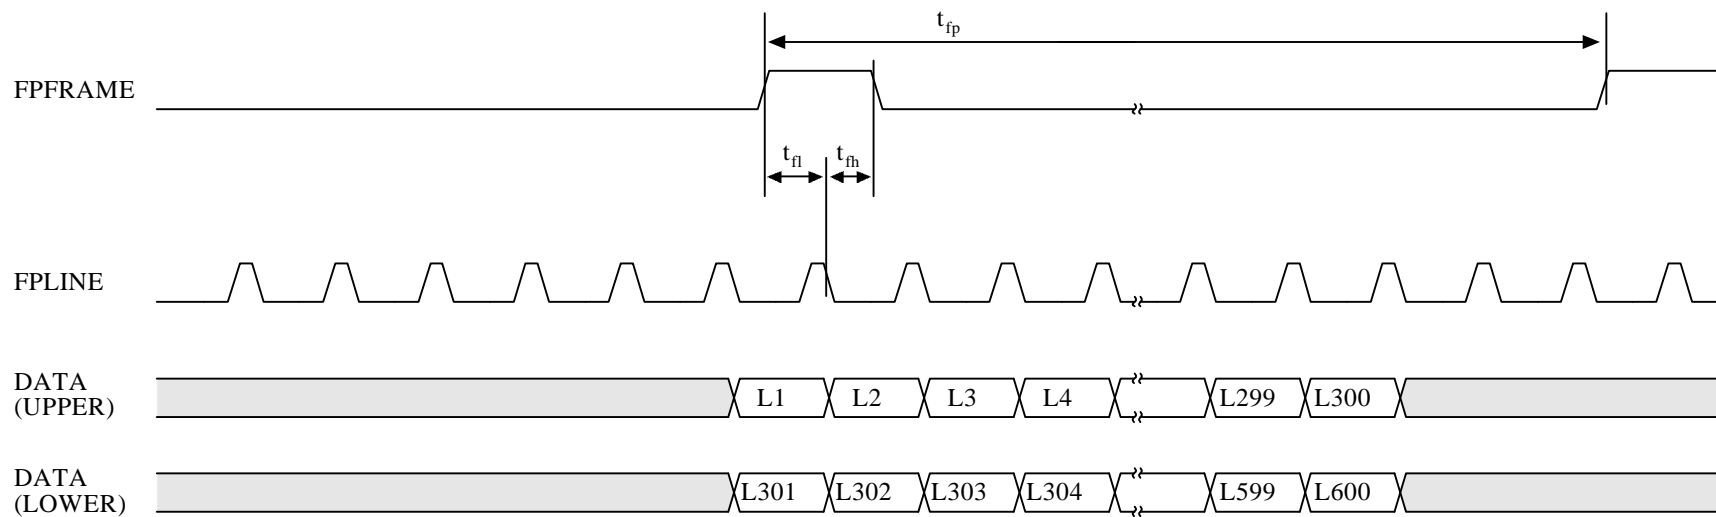 t_fp
FPFRAME
t_fl t_fh
FPLINE
DATA
(UPPER)
L1 L2 L3 L4 L299 L300
DATA
(LOWER)
L301 L302 L303 L304 L599 L600